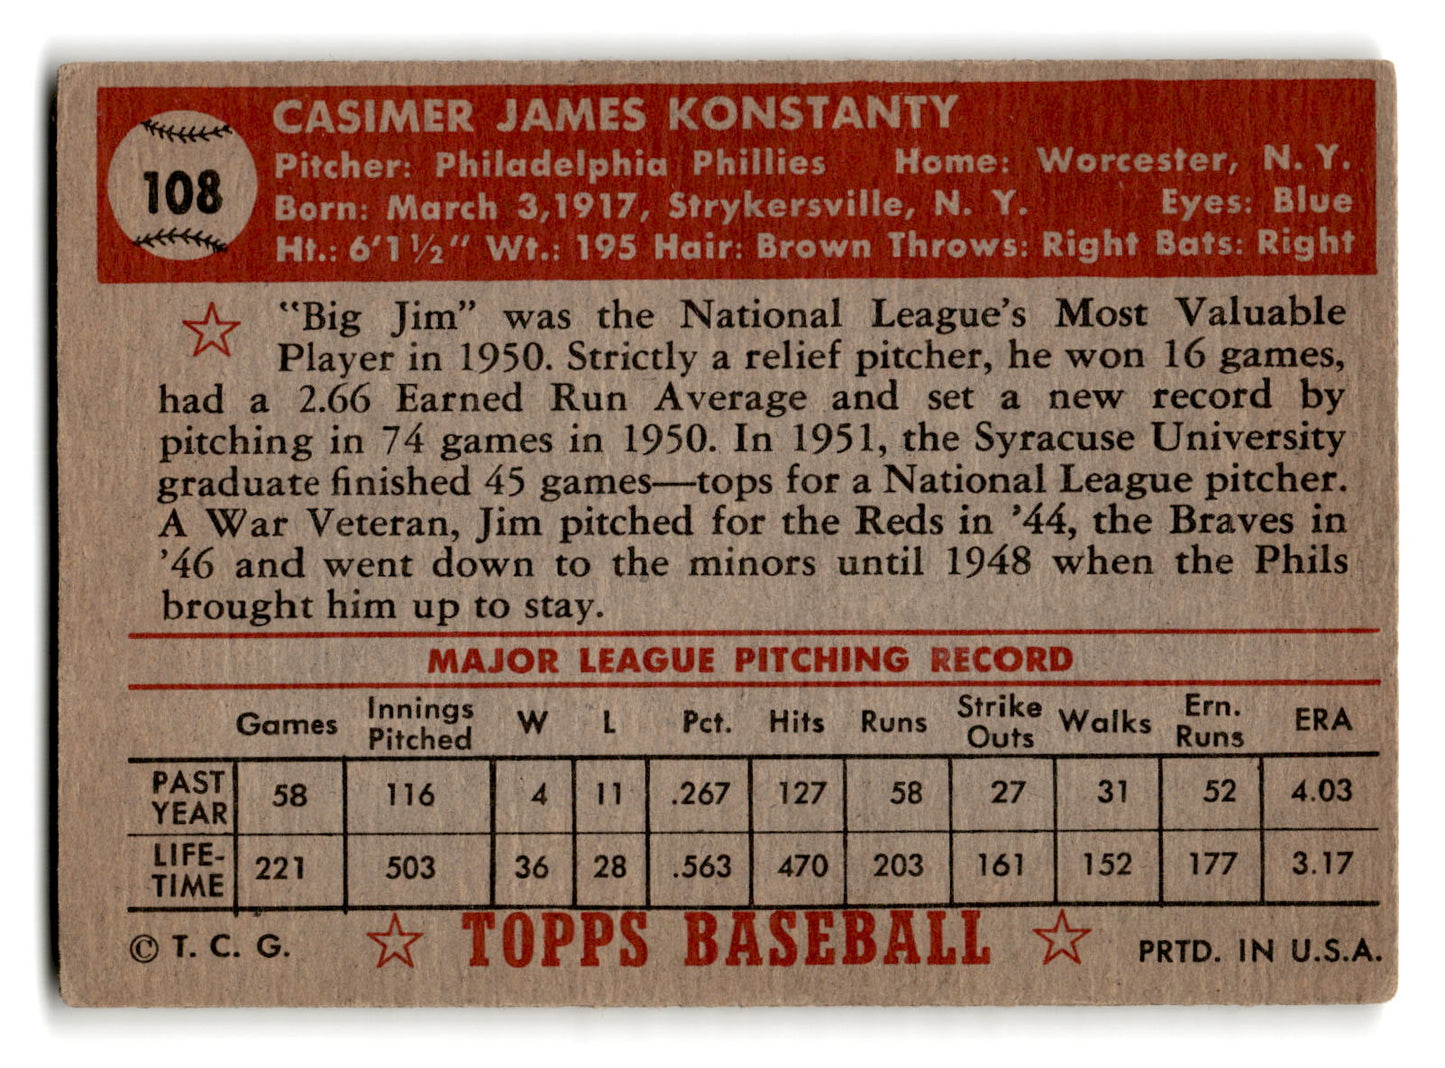 108
CASIMER JAMES KONSTANTY
Pitcher: Philadelphia Phillies Home: Worcester, N. Y.
Born: March 3, 1917, Strykersville, N. Y. Eyes: Blue
Ht.: 6'1½" Wt.: 195 Hair: Brown Throws: Right Bats: Right
"Big Jim" was the National League's Most Valuable
Player in 1950. Strictly a relief pitcher, he won 16 games,
had a 2.66 Earned Run Average and set a new record by
pitching in 74 games in 1950. In 1951, the Syracuse University
graduate finished 45 games—tops for a National League pitcher.
A War Veteran, Jim pitched for the Reds in '44, the Braves in
'46 and went down to the minors until 1948 when the Phils
brought him up to stay.
MAJOR LEAGUE PITCHING RECORD
Games Innings Pitched W L Pct. Hits Runs Strike Outs Walks Ern. Runs ERA
PAST YEAR 58 116 4 11 .267 127 58 27 31 52 4.03
LIFE-TIME 221 503 36 28 .563 470 203 161 152 177 3.17
© T. C. G. TOPPS BASEBALL PRTD. IN U.S.A.